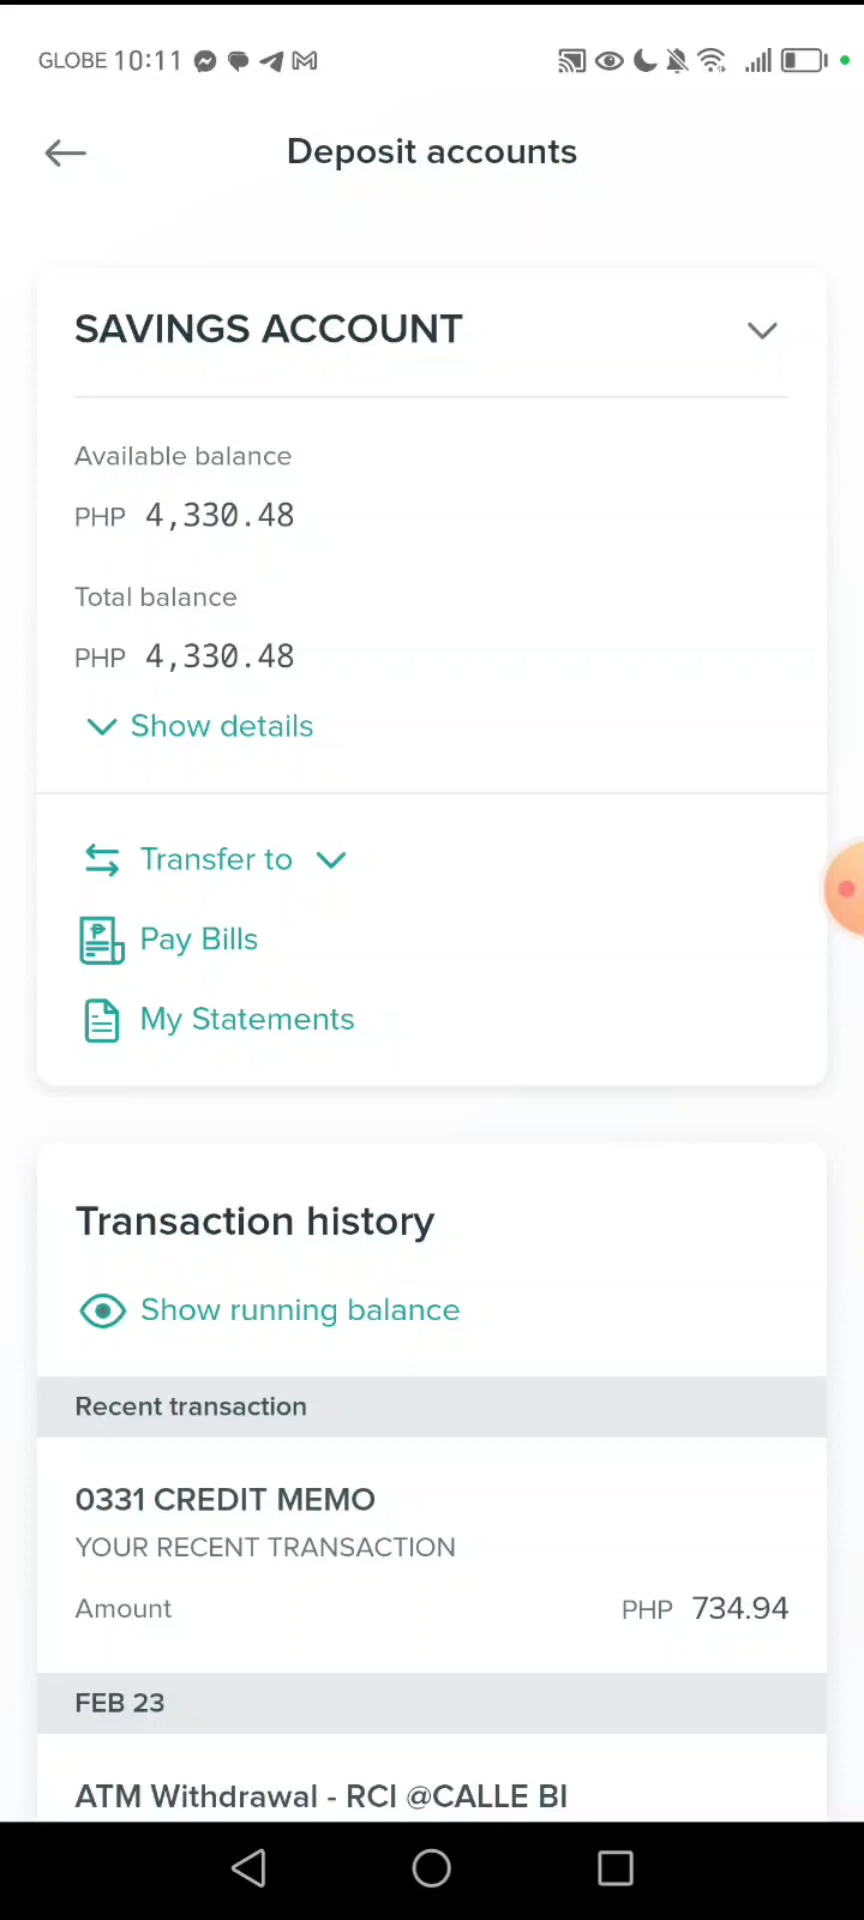 GLOBE 10:11
Deposit accounts
SAVINGS ACCOUNT
Available balance
PHP 4,330.48
Total balance
PHP 4,330.48
Show details
Transfer to
Pay Bills
My Statements
Transaction history
Show running balance
Recent transaction
0331 CREDIT MEMO
YOUR RECENT TRANSACTION
Amount PHP 734.94
FEB 23
ATM Withdrawal - RCI @CALLE BI